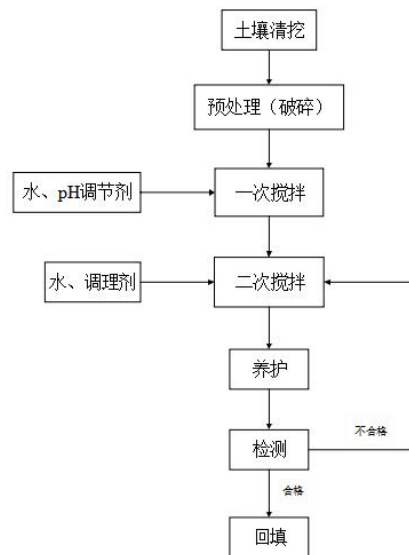 土壤清挖
预处理（破碎）
水、pH调节剂
一次搅拌
水、调理剂
二次搅拌
养护
不合格
检测
合格
回填